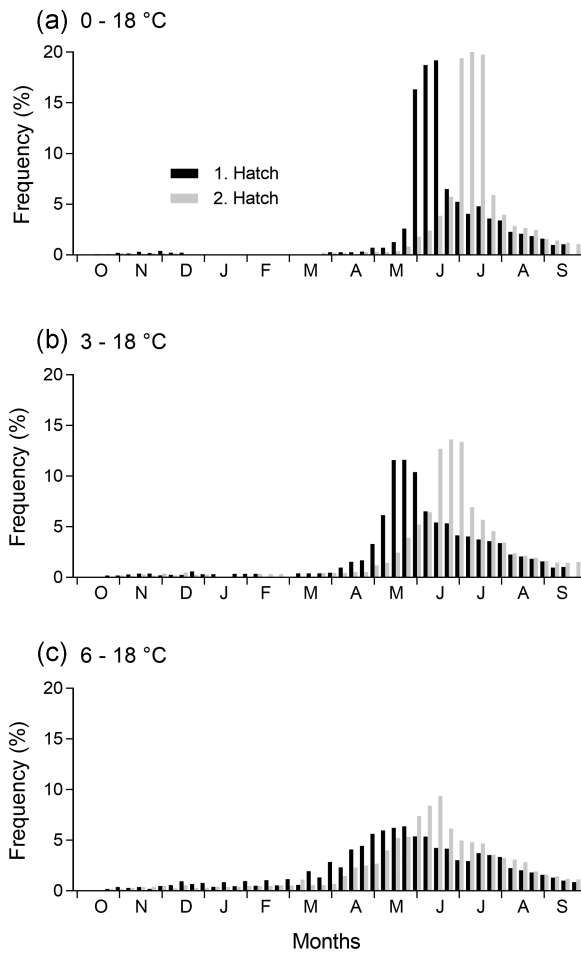 (a) 0 - 18 °C
20
15
10
5
0
Frequency (%)
1. Hatch
2. Hatch
O N D J F M A M J J A S
(b) 3 - 18 °C
20
15
10
5
0
Frequency (%)
O N D J F M A M J J A S
(c) 6 - 18 °C
20
15
10
5
0
Frequency (%)
O N D J F M A M J J A S
Months